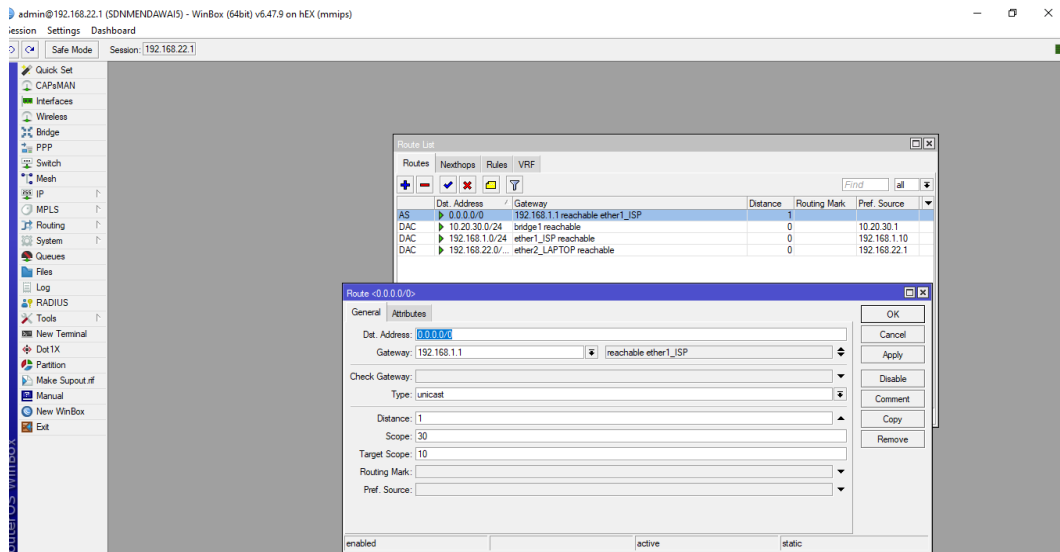 admin@192.168.22.1 (SDNMENDAWAI5) - WinBox (64bit) v6.47.9 on hEX (mmips)
Session Settings Dashboard
Safe Mode Session: 192.168.22.1
Quick Set
CAPsMAN
Interfaces
Wireless
Bridge
PPP
Switch
Mesh
IP
MPLS
Routing
System
Queues
Files
Log
RADIUS
Tools
New Terminal
Dot1X
Partition
Make Supout.rif
Manual
New WinBox
Exit
RouterOS WinBox
Route List
Routes Nexthops Rules VRF
Find all
Dst. Address / Gateway Distance Routing Mark Pref. Source
AS 0.0.0.0/0 192.168.1.1 reachable ether1_ISP 1
DAC 10.20.30.0/24 bridge1 reachable 0 10.20.30.1
DAC 192.168.1.0/24 ether1_ISP reachable 0 192.168.1.10
DAC 192.168.22.0/... ether2_LAPTOP reachable 0 192.168.22.1
Route <0.0.0.0/0>
General Attributes
Dst. Address: 0.0.0.0/0
Gateway: 192.168.1.1 reachable ether1_ISP
Check Gateway:
Type: unicast
Distance: 1
Scope: 30
Target Scope: 10
Routing Mark:
Pref. Source:
OK
Cancel
Apply
Disable
Comment
Copy
Remove
enabled active static